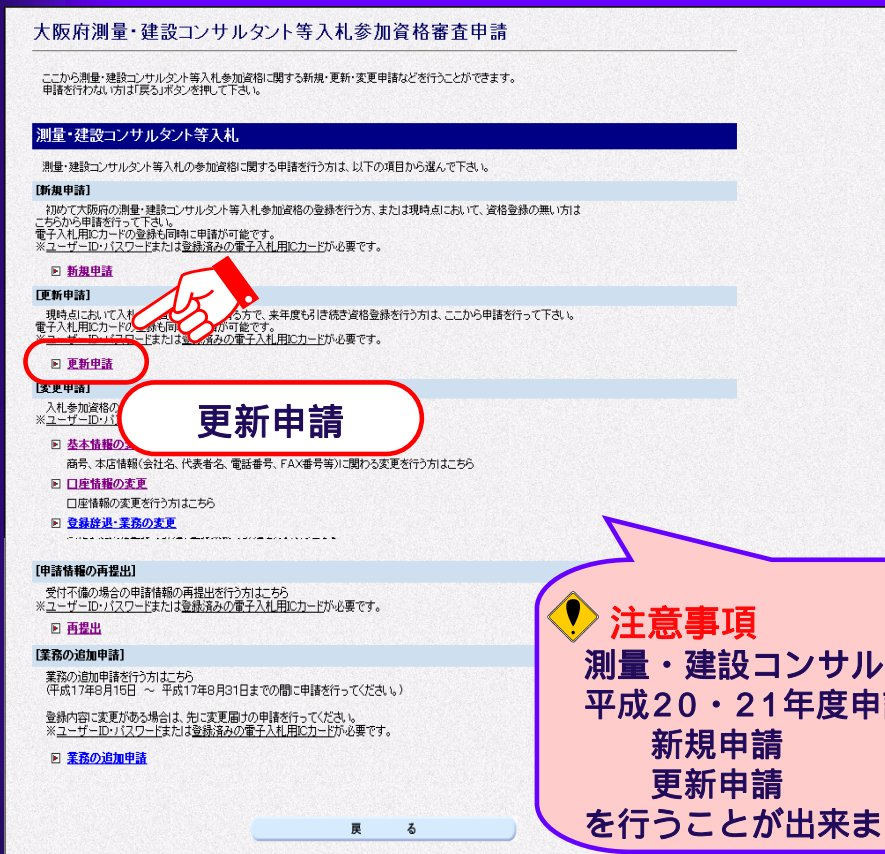 大阪府測量・建設コンサルタント等入札参加資格審査申請
ここから測量・建設コンサルタント等入札参加資格に関する新規・更新・変更申請などを行うことができます。
申請を行わない方は「戻る」ボタンを押して下さい。
測量・建設コンサルタント等入札
測量・建設コンサルタント等入札の参加資格に関する申請を行う方は、以下の項目から選んで下さい。
[新規申請]
初めて大阪府の測量・建設コンサルタント等入札参加資格の登録を行う方、または現時点において、資格登録の無い方は
こちらから申請を行って下さい。
電子入札用ICカードの登録も同時に申請が可能です。
※ユーザーID・パスワードまたは登録済みの電子入札用ICカードが必要です。
新規申請
[更新申請]
現時点において入札 る方で、来年度も引き続き資格登録を行う方は、ここから申請を行って下さい。
電子入札用ICカードの登録も同 が可能です。
※ユーザーID・パスワードまたは登録済みの電子入札用ICカードが必要です。
更新申請
[変更申請]
入札参加資格の
※ユーザーID・パ
更新申請
基本情報の
商号、本店情報(会社名、代表者名、電話番号、FAX番号等)に関わる変更を行う方はこちら
口座情報の変更
口座情報の変更を行う方はこちら
登録辞退・業務の変更
[申請情報の再提出]
受付不備の場合の申請情報の再提出を行う方はこちら
※ユーザーID・パスワードまたは登録済みの電子入札用ICカードが必要です。
再提出
[業務の追加申請]
業務の追加申請を行う方はこちら
(平成17年8月15日 ～ 平成17年8月31日までの間に申請を行ってください。)
登録内容に変更がある場合は、先に変更届けの申請を行ってください。
※ユーザーID・パスワードまたは登録済みの電子入札用ICカードが必要です。
業務の追加申請
戻 る
注意事項
測量・建設コンサル
平成20・21年度申
新規申請
更新申請
を行うことが出来ま